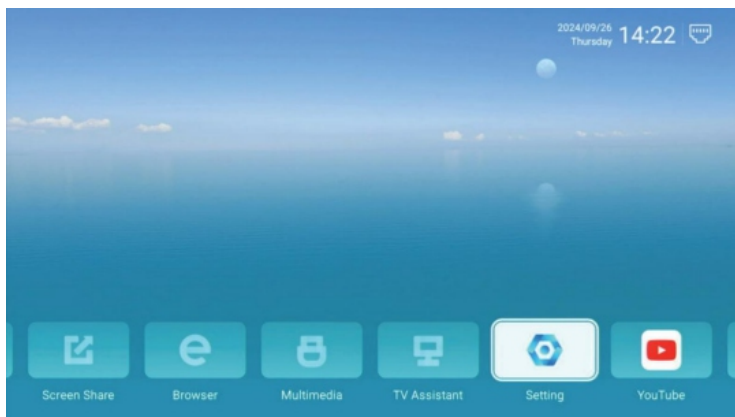 2024/09/26
Thursday
14:22
Screen Share
Browser
Multimedia
TV Assistant
Setting
YouTube